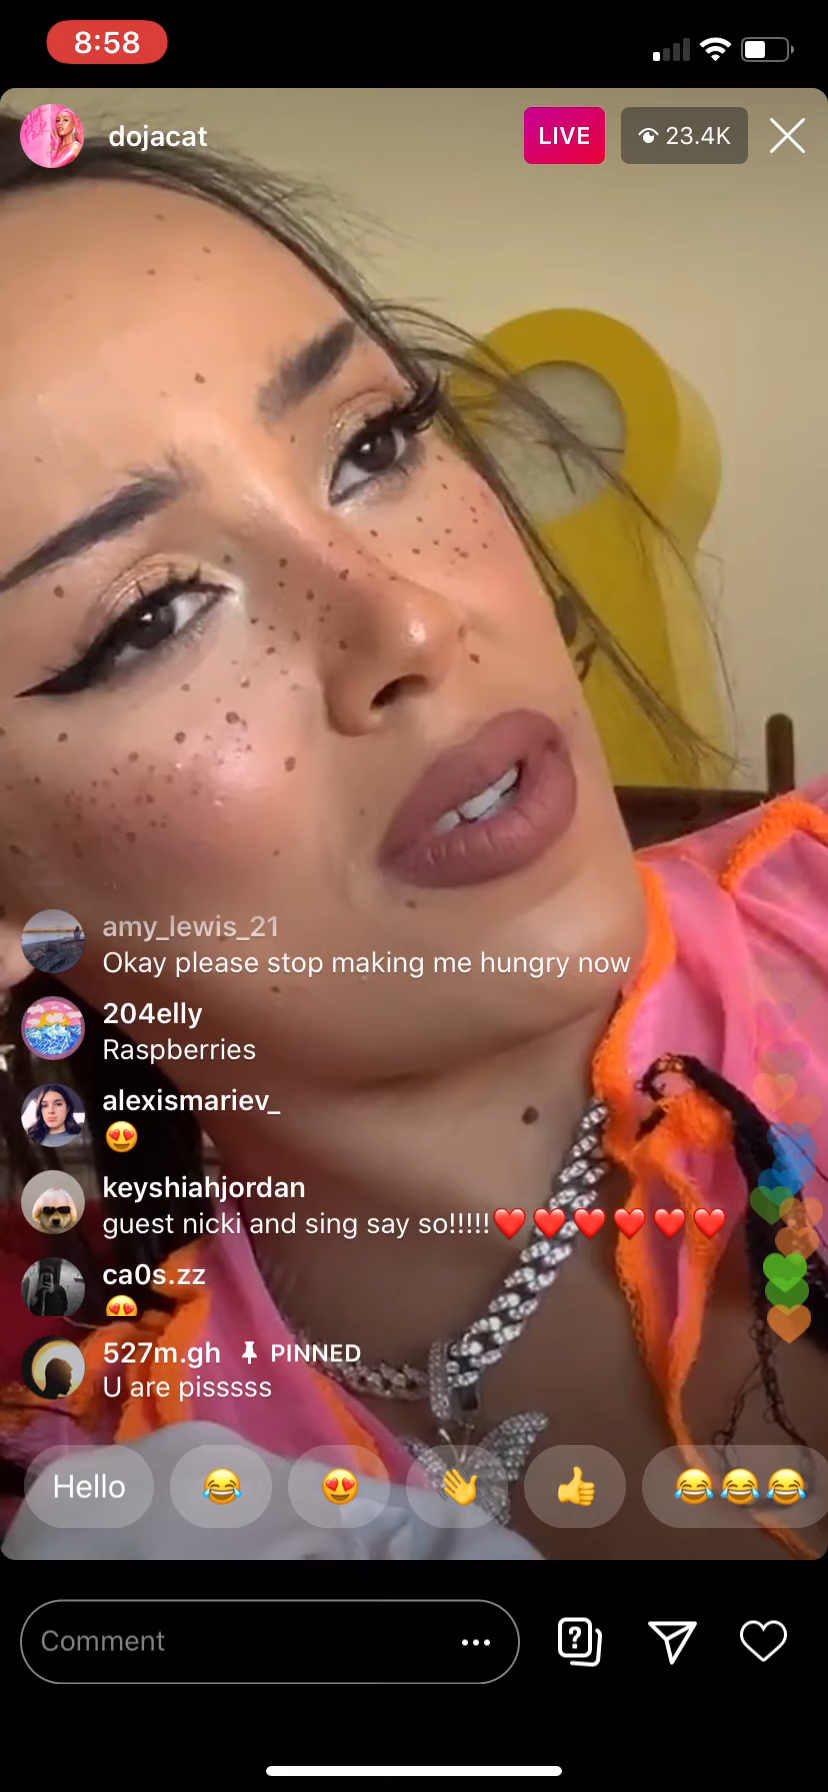 8:58
dojacat
LIVE
23.4K
amy_lewis_21
Okay please stop making me hungry now
204elly
Raspberries
alexismariev_
😍
keyshiahjordan
guest nicki and sing say so!!!!!❤️❤️❤️❤️❤️❤️
ca0s.zz
😍
527m.gh PINNED
U are pisssss
Hello 😂 😍 👋 👍 😂😂😂
Comment